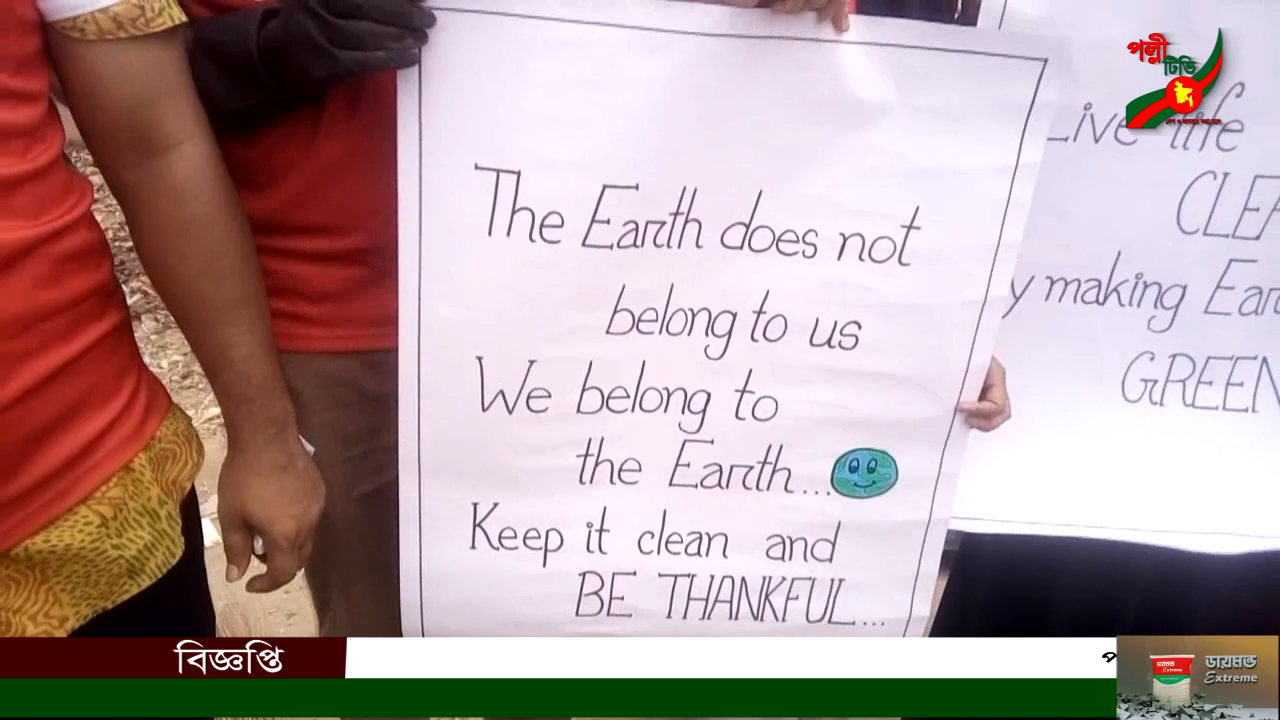 পল্লী
টিভি
The Earth does not
belong to us
We belong to
the Earth...
Keep it clean and
BE THANKFUL...
Live life
CLEA
y making Ear
GREEN
বিজ্ঞপ্তি
ডায়মন্ড
Extreme